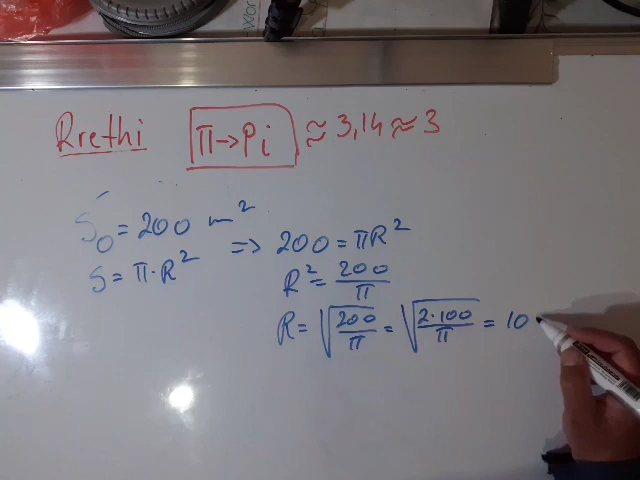 Rrethi π→Pi ≈ 3,14 ≈ 3
S₀ = 200 m²
S = π·R²
=> 200 = πR²
R² = 200/π
R = √(200/π) = √(2·100/π) = 10